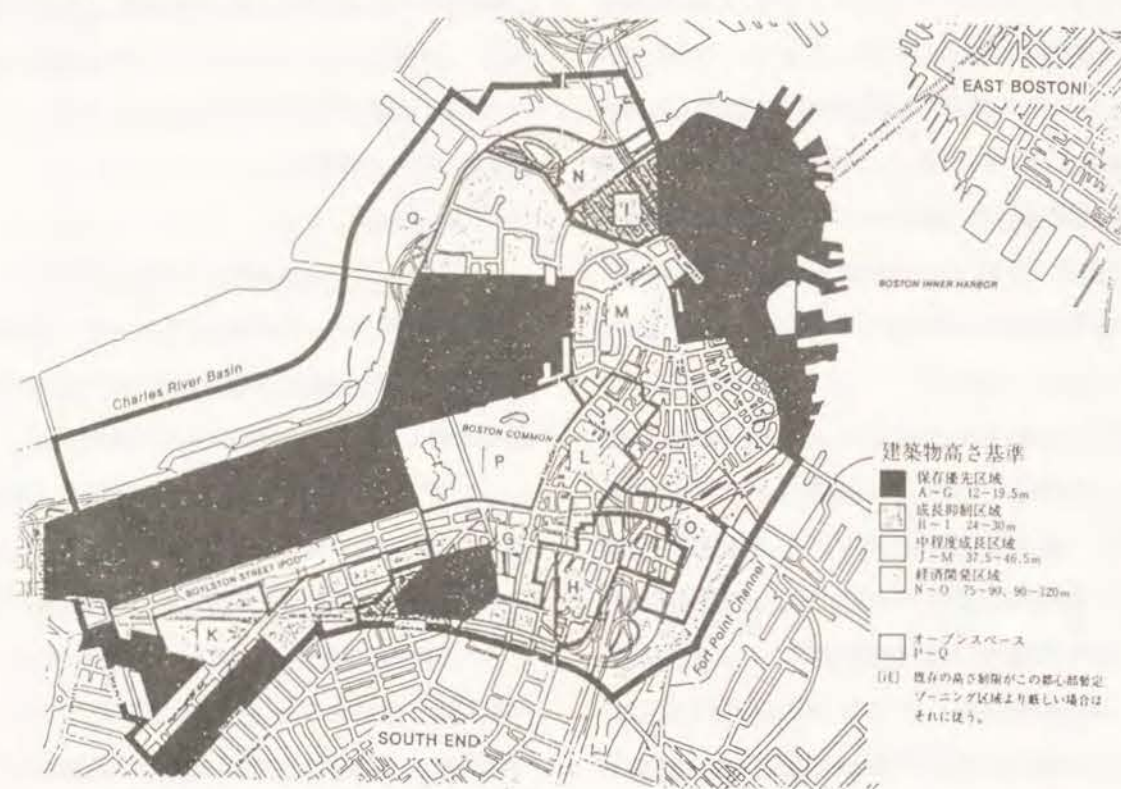 EAST BOSTON
N
I
Q
M
BOSTON INNER HARBOR
Charles River Basin
BOSTON COMMON
P
L
O
G
BOYLSTON STREET IPOD
H
K
Fort Point Channel
SOUTH END
建築物高さ基準
保存優先区域
A~G 12~19.5m
成長抑制区域
H~I 24~30m
中程度成長区域
J~M 37.5~46.5m
経済開発区域
N~O 75~90, 90~120m
オープンスペース
P~Q
[注] 既存の高さ制限がこの都心部暫定
ゾーニング区域より厳しい場合は
それに従う。